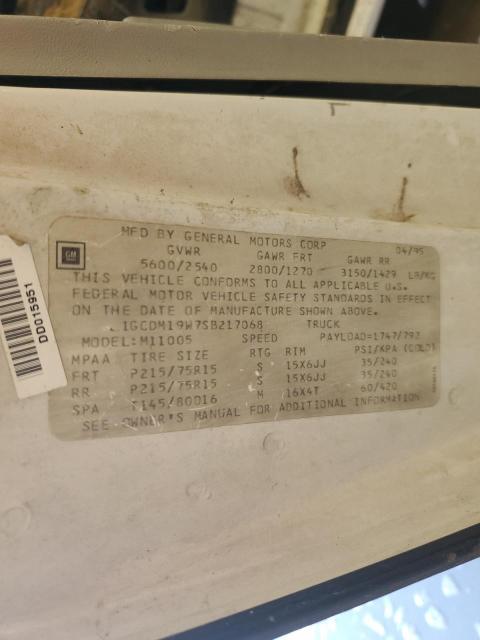 MFD BY GENERAL MOTORS CORP 04/95
GVWR GAWR FRT GAWR RR
5600/2540 2800/1270 3150/1429 LB/KG
THIS VEHICLE CONFORMS TO ALL APPLICABLE U.S.
FEDERAL MOTOR VEHICLE SAFETY STANDARDS IN EFFECT
ON THE DATE OF MANUFACTURE SHOWN ABOVE.
1GCDM19W7SB217068 TRUCK
MODEL:M11005 SPEED PAYLOAD=1747/792
MPAA TIRE SIZE RTG RIM PSI/KPA (COLD)
FRT P215/75R15 S 15X6JJ 35/240
RR P215/75R15 S 15X6JJ 35/240
SPA T145/80D16 M 16X4T 60/420
SEE OWNER'S MANUAL FOR ADDITIONAL INFORMATION
GM
DD015951